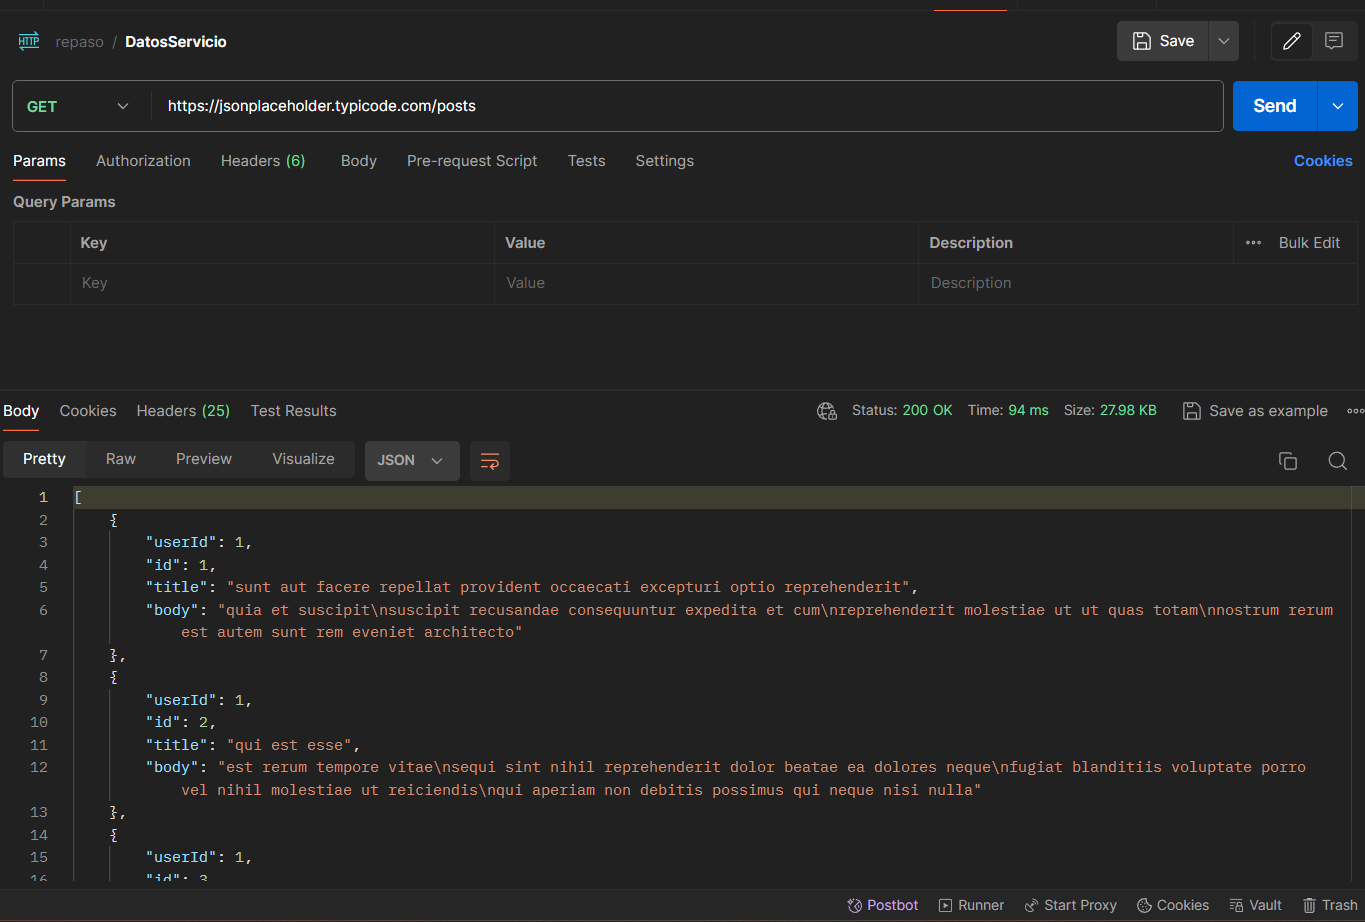 HTTP repaso / DatosServicio Save
GET https://jsonplaceholder.typicode.com/posts Send
Params Authorization Headers (6) Body Pre-request Script Tests Settings Cookies
Query Params
Key Value Description Bulk Edit
Key Value Description
Body Cookies Headers (25) Test Results Status: 200 OK Time: 94 ms Size: 27.98 KB Save as example
Pretty Raw Preview Visualize JSON
1 [
2 {
3 "userId": 1,
4 "id": 1,
5 "title": "sunt aut facere repellat provident occaecati excepturi optio reprehenderit",
6 "body": "quia et suscipit\nsuscipit recusandae consequuntur expedita et cum\nreprehenderit molestiae ut ut quas totam\nnostrum rerum
est autem sunt rem eveniet architecto"
7 },
8 {
9 "userId": 1,
10 "id": 2,
11 "title": "qui est esse",
12 "body": "est rerum tempore vitae\nsequi sint nihil reprehenderit dolor beatae ea dolores neque\nfugiat blanditiis voluptate porro
vel nihil molestiae ut reiciendis\nqui aperiam non debitis possimus qui neque nisi nulla"
13 },
14 {
15 "userId": 1,
16 "id": 3,
Postbot Runner Start Proxy Cookies Vault Trash